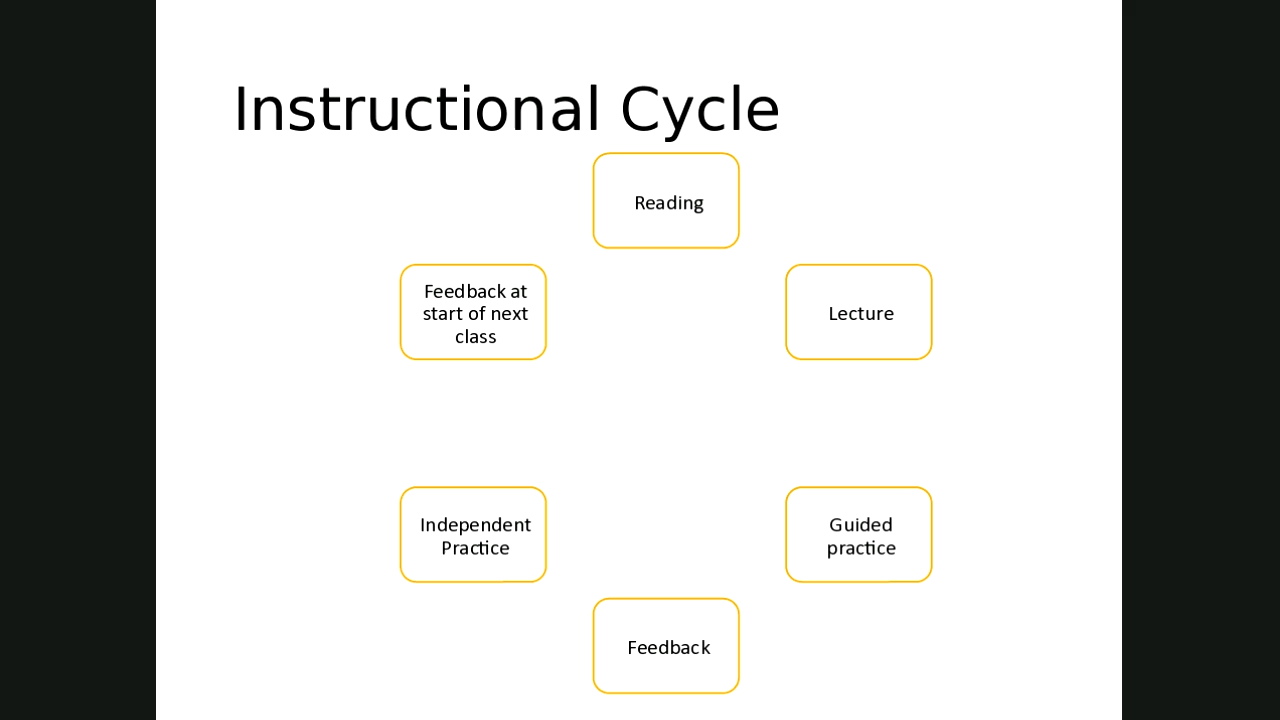 Instructional Cycle
Reading
Lecture
Guided
practice
Feedback
Independent
Practice
Feedback at
start of next
class